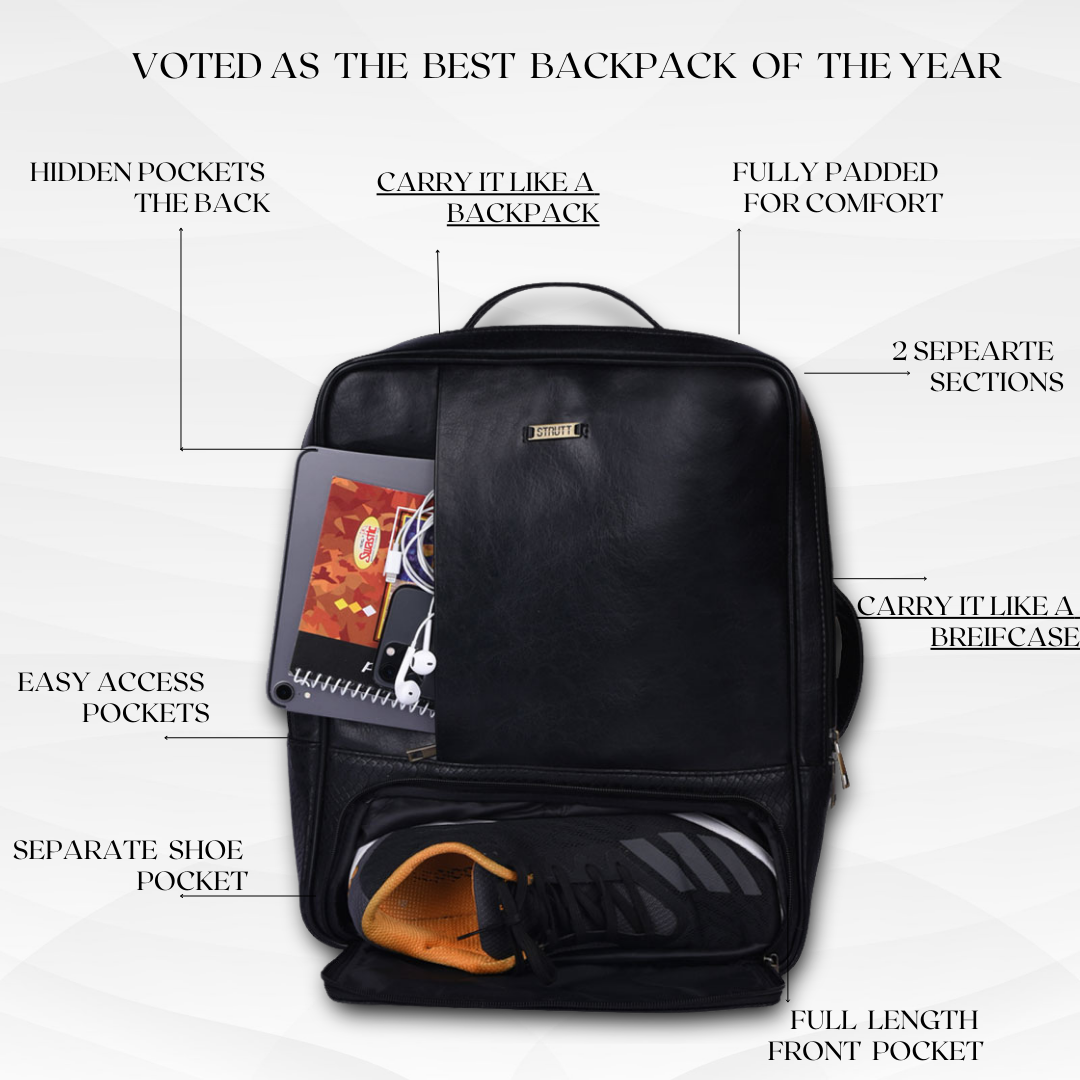 VOTED AS THE BEST BACKPACK OF THE YEAR
HIDDEN POCKETS
THE BACK
CARRY IT LIKE A
BACKPACK
FULLY PADDED
FOR COMFORT
2 SEPEARTE
SECTIONS
STRUTT
Swastic
CARRY IT LIKE A
BREIFCASE
EASY ACCESS
POCKETS
SEPARATE SHOE
POCKET
FULL LENGTH
FRONT POCKET